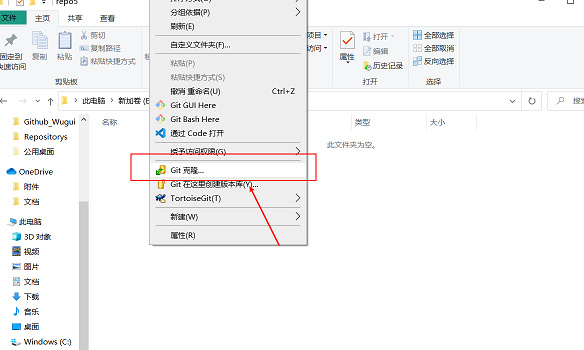 repo5
文件
主页
共享
查看
固定到
快速访问
复制
粘贴
剪切
复制路径
粘贴快捷方式
剪贴板
分组依据(P)
刷新(E)
自定义文件夹(F)...
粘贴(P)
粘贴快捷方式(S)
撤消 重命名(U)
Ctrl+Z
Git GUI Here
Git Bash Here
通过 Code 打开
授予访问权限(G)
Git 克隆...
Git 在这里创建版本库(Y)...
TortoiseGit(T)
新建(W)
属性(R)
项目
访问
属性
打开
编辑
历史记录
打开
全部选择
全部取消
反向选择
选择
此电脑
新加卷 (E
搜索
名称
类型
大小
此文件夹为空。
Github_Wugui
Repositorys
公用桌面
OneDrive
附件
文档
此电脑
3D 对象
视频
图片
文档
下载
音乐
桌面
Windows (C:)